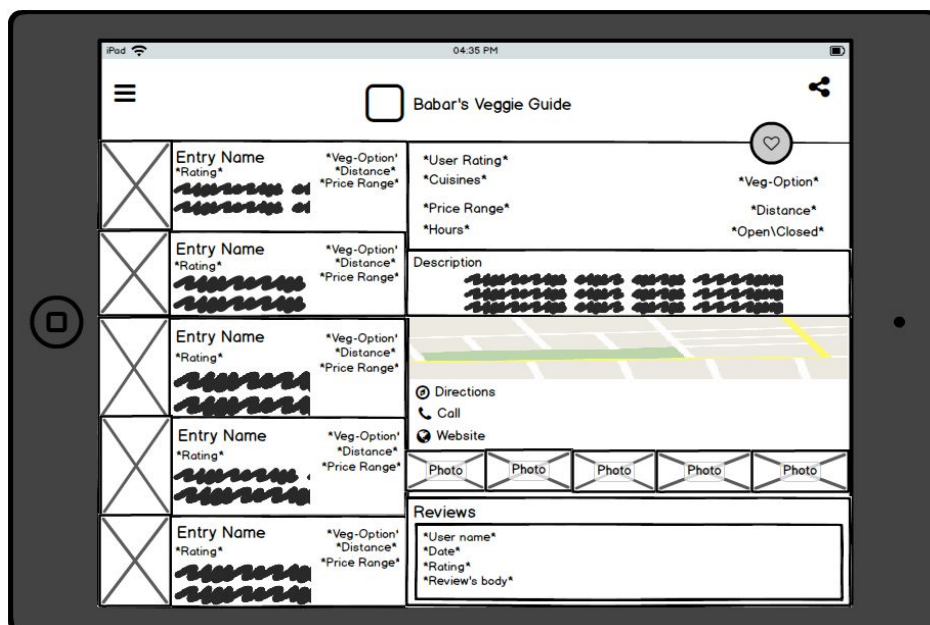 iPad
04:35 PM
Babar's Veggie Guide
Entry Name
*Rating*
*Veg-Option'
*Distance*
*Price Range*
Entry Name
*Rating*
*Veg-Option'
*Distance*
*Price Range*
Entry Name
*Rating*
*Veg-Option'
*Distance*
*Price Range*
Entry Name
*Rating*
*Veg-Option'
*Distance*
*Price Range*
Entry Name
*Rating*
*Veg-Option'
*Distance*
*Price Range*
*User Rating*
*Cuisines*
*Price Range*
*Hours*
*Veg-Option*
*Distance*
*Open\Closed*
Description
Directions
Call
Website
Photo
Photo
Photo
Photo
Photo
Reviews
*User name*
*Date*
*Rating*
*Review's body*